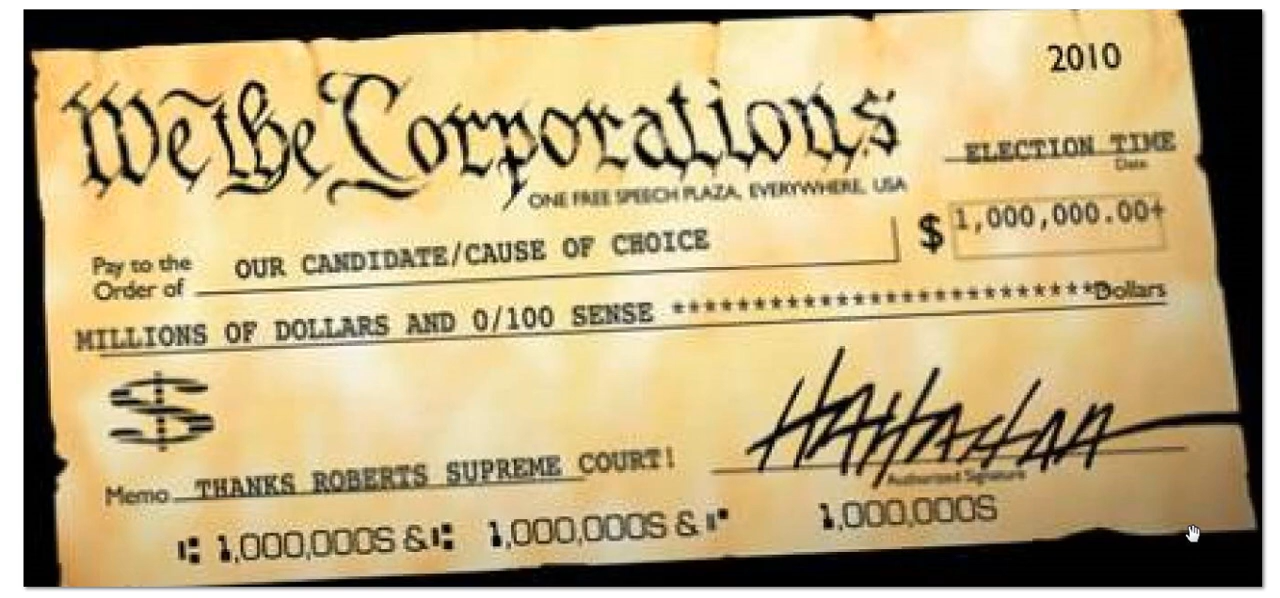 2010
We the Corporations
ELECTION TIME
Date
ONE FREE SPEECH PLAZA, EVERYWHERE, USA
Pay to the
Order of OUR CANDIDATE/CAUSE OF CHOICE $ 1,000,000.00+
MILLIONS OF DOLLARS AND 0/100 SENSE **************************Dollars
$
HAHAHAHAA
Authorized Signature
Memo THANKS ROBERTS SUPREME COURT!
⑆ 1,000,000S &⑆ 1,000,000S & ⑈ 1,000,000S